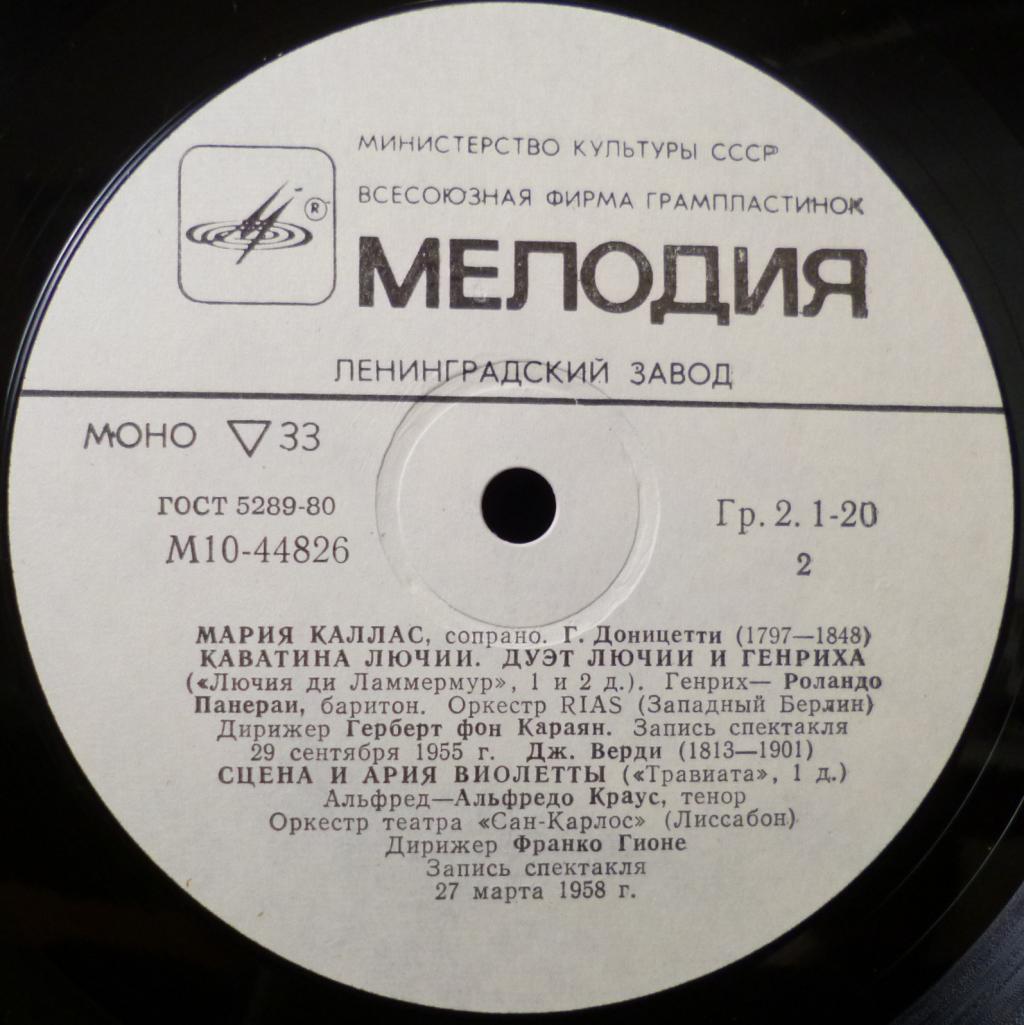 МИНИСТЕРСТВО КУЛЬТУРЫ СССР
ВСЕСОЮЗНАЯ ФИРМА ГРАМПЛАСТИНОК
®
МЕЛОДИЯ
ЛЕНИНГРАДСКИЙ ЗАВОД
МОНО ▽ 33
ГОСТ 5289-80
М10-44826
Гр. 2. 1-20
2
МАРИЯ КАЛЛАС, сопрано. Г. Доницетти (1797—1848)
КАВАТИНА ЛЮЧИИ. ДУЭТ ЛЮЧИИ И ГЕНРИХА
(«Лючия ди Ламмермур», 1 и 2 д.). Генрих— Роландо
Панераи, баритон. Оркестр RIAS (Западный Берлин)
Дирижер Герберт фон Караян. Запись спектакля
29 сентября 1955 г. Дж. Верди (1813—1901)
СЦЕНА И АРИЯ ВИОЛЕТТЫ («Травиата», 1 д.)
Альфред—Альфредо Краус, тенор
Оркестр театра «Сан-Карлос» (Лиссабон)
Дирижер Франко Гионе
Запись спектакля
27 марта 1958 г.